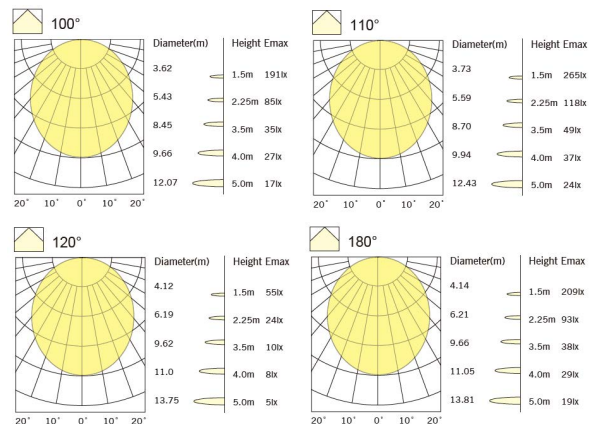 100°
Diameter(m) Height Emax
3.62
1.5m 191lx
5.43
2.25m 85lx
8.45
3.5m 35lx
9.66
4.0m 27lx
12.07
5.0m 17lx
20° 10° 0° 10° 20°
110°
Diameter(m) Height Emax
3.73
1.5m 265lx
5.59
2.25m 118lx
8.70
3.5m 49lx
9.94
4.0m 37lx
12.43
5.0m 24lx
20° 10° 0° 10° 20°
120°
Diameter(m) Height Emax
4.12
1.5m 55lx
6.19
2.25m 24lx
9.62
3.5m 10lx
11.0
4.0m 8lx
13.75
5.0m 5lx
20° 10° 0° 10° 20°
180°
Diameter(m) Height Emax
4.14
1.5m 209lx
6.21
2.25m 93lx
9.66
3.5m 38lx
11.05
4.0m 29lx
13.81
5.0m 19lx
20° 10° 0° 10° 20°